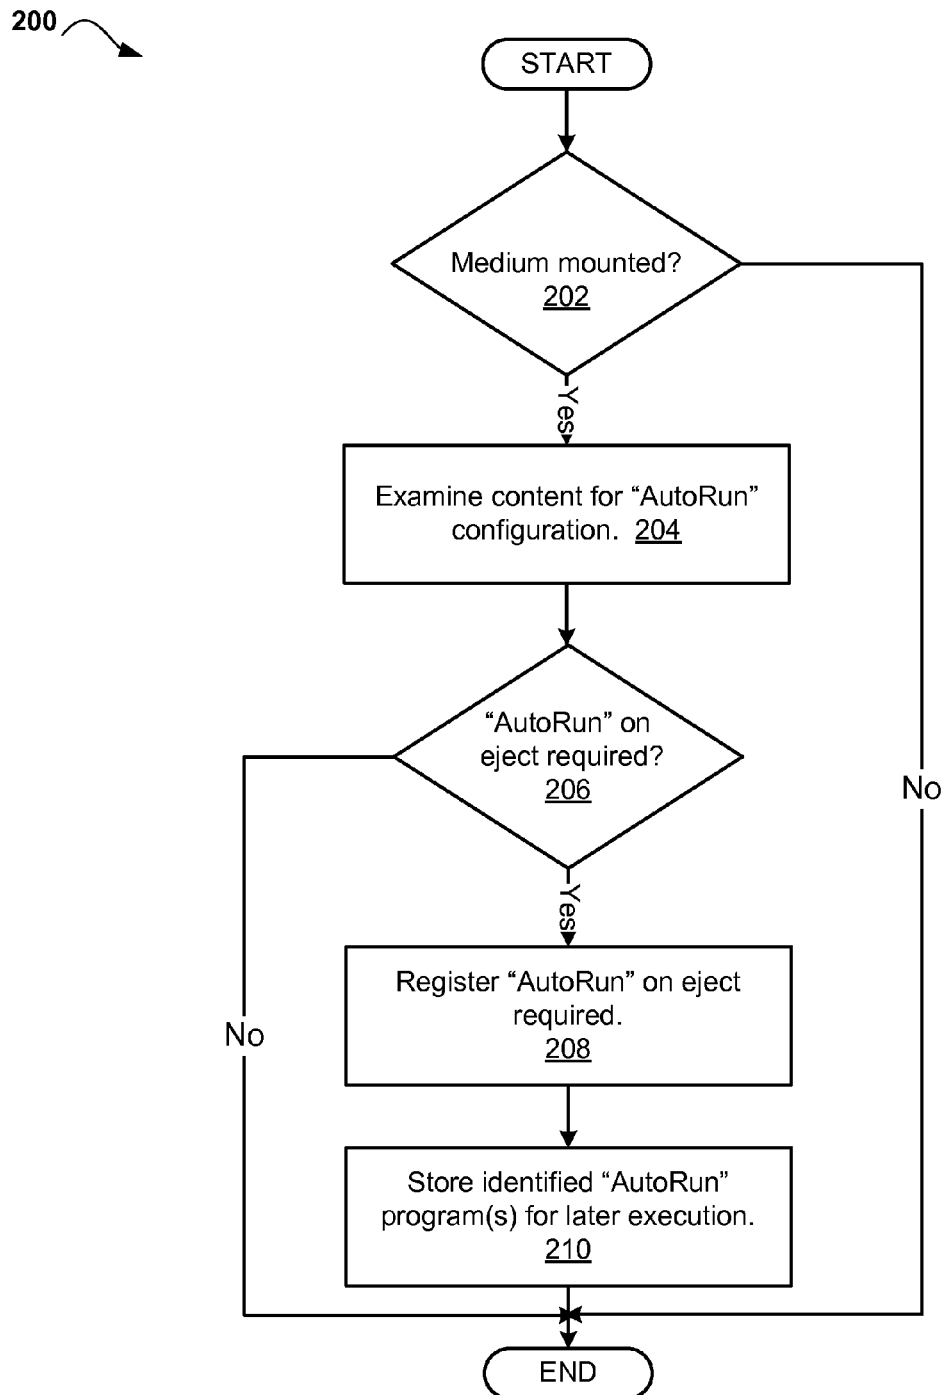 200
START
Medium mounted?
202
Yes
Examine content for “AutoRun”
configuration. 204
“AutoRun” on
eject required?
206
No
Yes
Register “AutoRun” on eject
required.
208
No
Store identified “AutoRun”
program(s) for later execution.
210
END